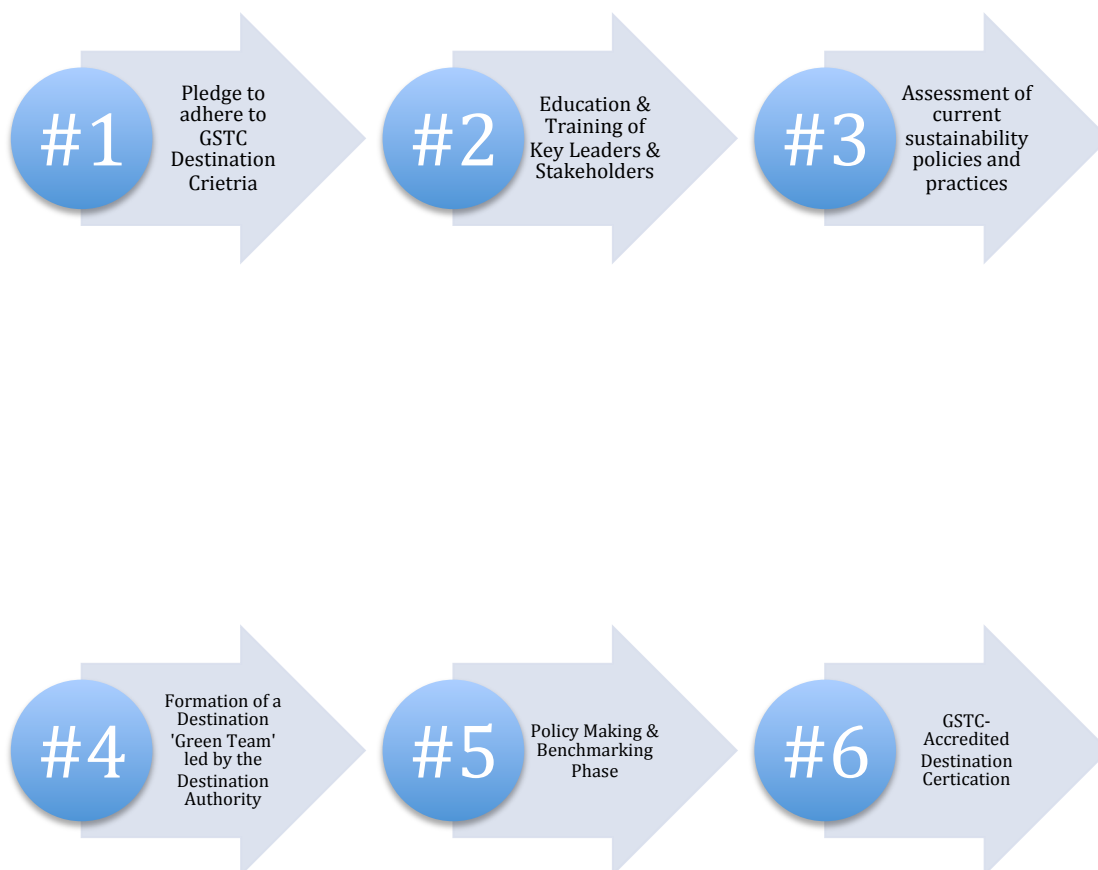 #1
Pledge to
adhere to
GSTC
Destination
Crietria
#2
Education &
Training of
Key Leaders &
Stakeholders
#3
Assessment of
current
sustainability
policies and
practices
#4
Formation of a
Destination
'Green Team'
led by the
Destination
Authority
#5
Policy Making &
Benchmarking
Phase
#6
GSTC-
Accredited
Destination
Certication